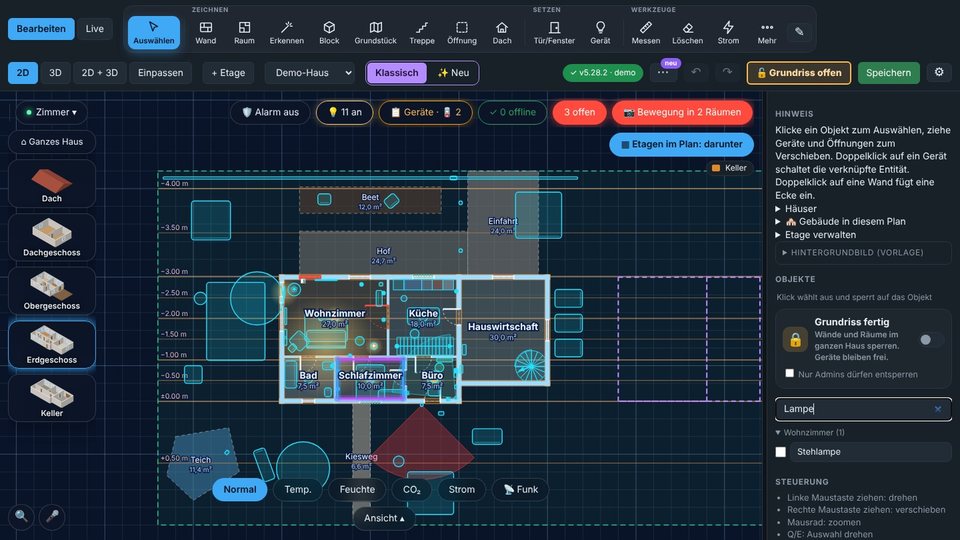 Bearbeiten
Live
ZEICHNEN
SETZEN
WERKZEUGE
Auswählen
Wand
Raum
Erkennen
Block
Grundstück
Treppe
Öffnung
Dach
Tür/Fenster
Gerät
Messen
Löschen
Strom
Mehr
2D
3D
2D + 3D
Einpassen
+ Etage
Demo-Haus
Klassisch
✨ Neu
✓ v5.28.2 · demo
neu
Grundriss offen
Speichern
Zimmer ▾
Alarm aus
11 an
Geräte · 2
✓ 0 offline
3 offen
Bewegung in 2 Räumen
Etagen im Plan: darunter
Keller
⌂ Ganzes Haus
Dach
Dachgeschoss
Obergeschoss
Erdgeschoss
Keller
−4.00 m
−3.50 m
−3.00 m
−2.50 m
−2.00 m
−1.50 m
−1.00 m
−0.50 m
±0.00 m
+0.50 m
Beet
12,0 m²
Einfahrt
24,0 m²
Hof
24,7 m²
Wohnzimmer
27,0 m²
Küche
18,0 m²
Hauswirtschaft
30,0 m²
Bad
7,5 m²
Schlafzimmer
10,0 m²
Büro
7,5 m²
Teich
11,4 m²
Kiesweg
6,6 m²
Normal
Temp.
Feuchte
CO₂
Strom
Funk
Ansicht ▴
HINWEIS
Klicke ein Objekt zum Auswählen, ziehe
Geräte und Öffnungen zum
Verschieben. Doppelklick auf ein Gerät
schaltet die verknüpfte Entität.
Doppelklick auf eine Wand fügt eine
Ecke ein.
▶ Häuser
▶ Gebäude in diesem Plan
▶ Etage verwalten
▶ HINTERGRUNDBILD (VORLAGE)
OBJEKTE
Klick wählt aus und sperrt auf das Objekt
Grundriss fertig
Wände und Räume im
ganzen Haus sperren.
Geräte bleiben frei.
Nur Admins dürfen entsperren
Lampe
▾ Wohnzimmer (1)
Stehlampe
STEUERUNG
• Linke Maustaste ziehen: drehen
• Rechte Maustaste ziehen: verschieben
• Mausrad: zoomen
• Q/E: Auswahl drehen